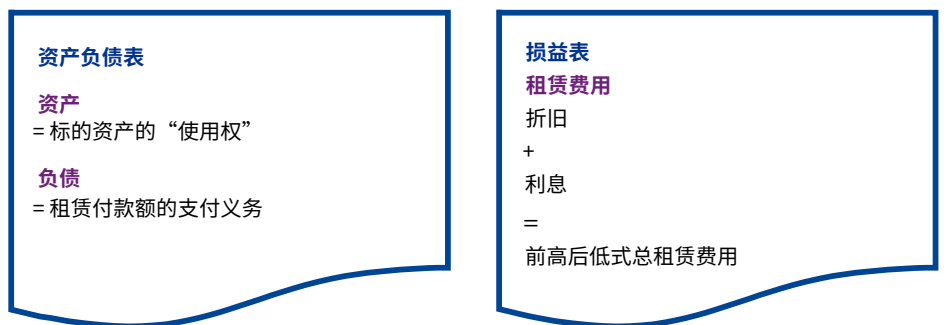 资产负债表
资产
= 标的资产的“使用权”
负债
= 租赁付款额的支付义务
损益表
租赁费用
折旧
+
利息
=
前高后低式总租赁费用